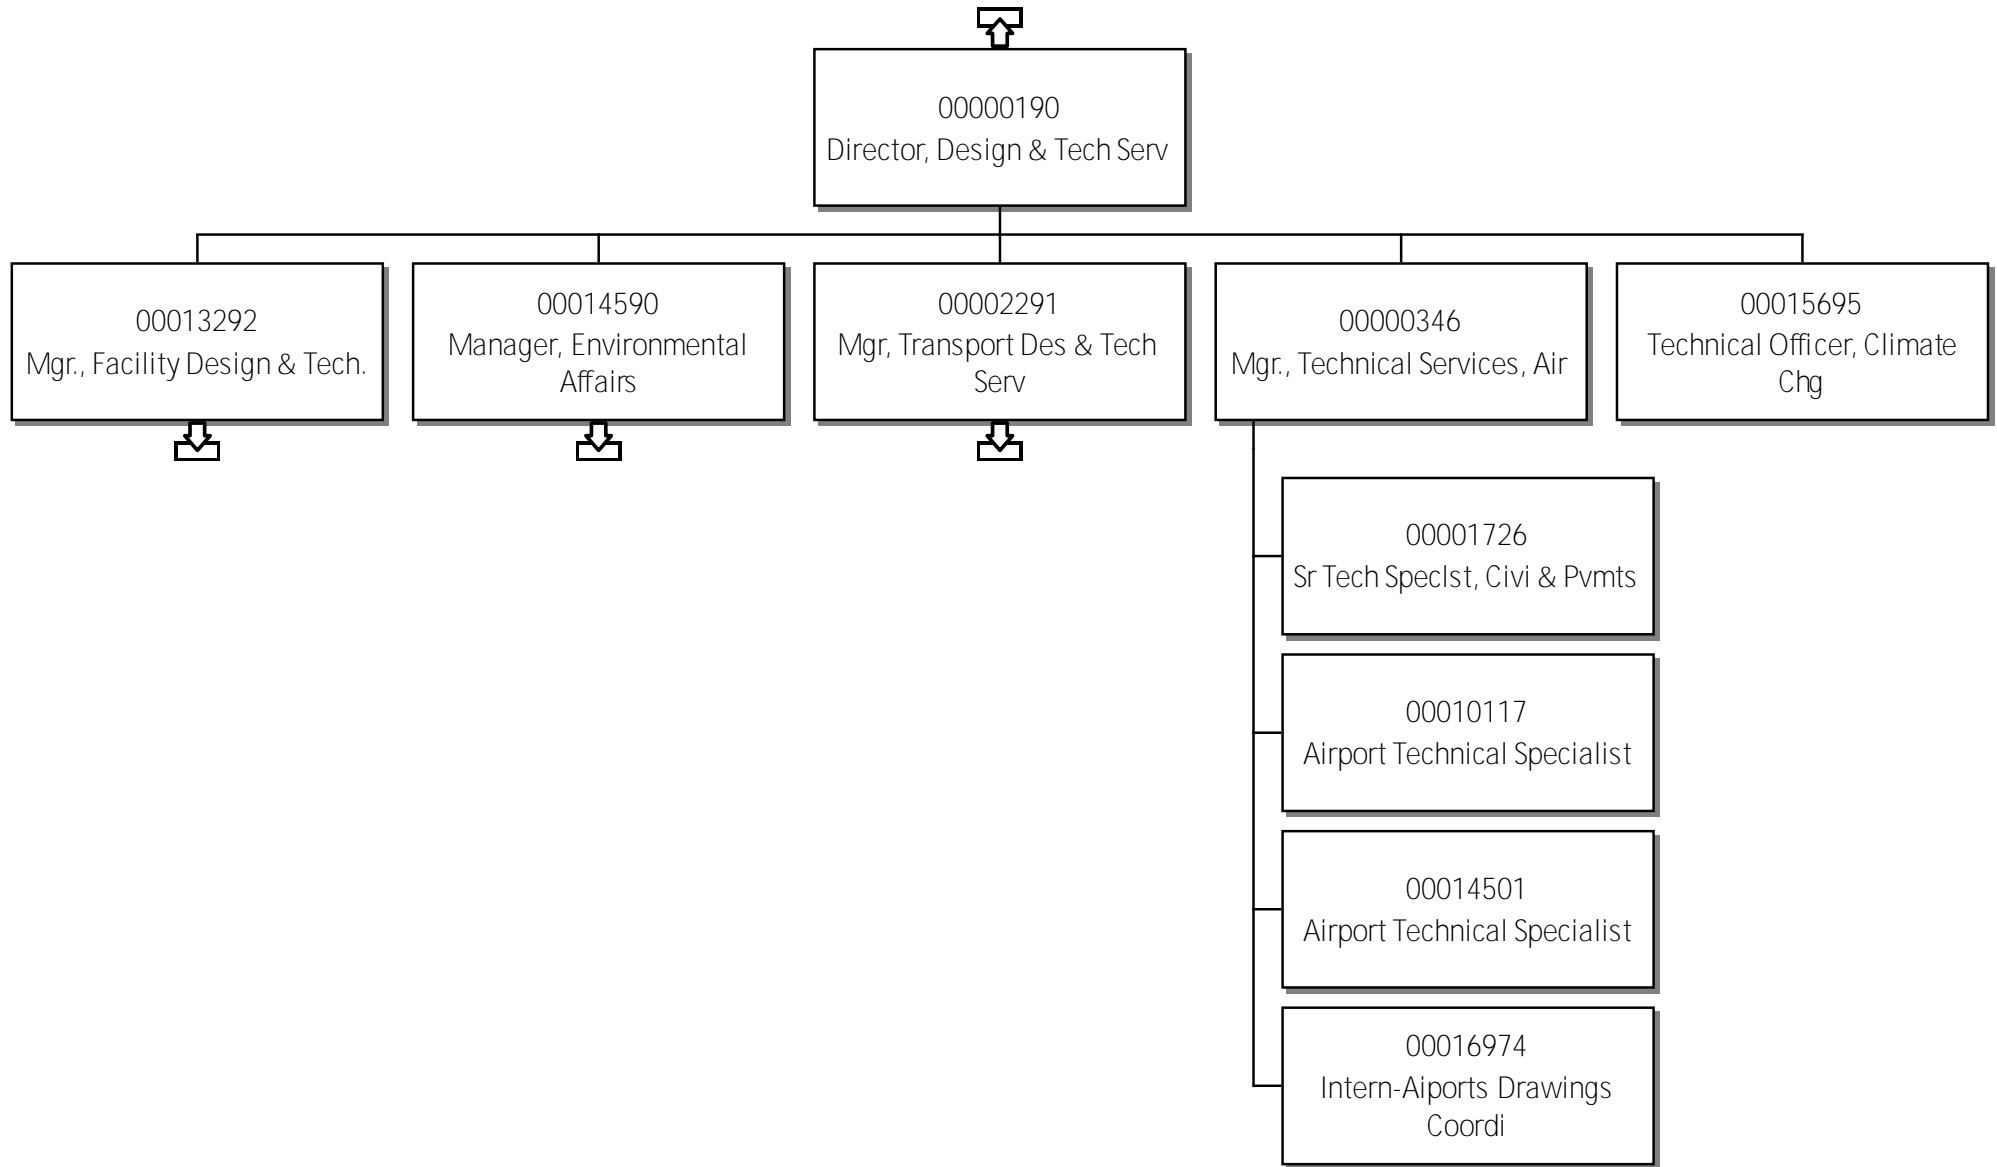 00000190
Director, Design & Tech Serv
00013292
Mgr., Facility Design & Tech.
00014590
Manager, Environmental
Affairs
00002291
Mgr, Transport Des & Tech
Serv
00000346
Mgr., Technical Services, Air
00015695
Technical Officer, Climate
Chg
00001726
Sr Tech Speclst, Civi & Pvmts
00010117
Airport Technical Specialist
00014501
Airport Technical Specialist
00016974
Intern-Aiports Drawings
Coordi